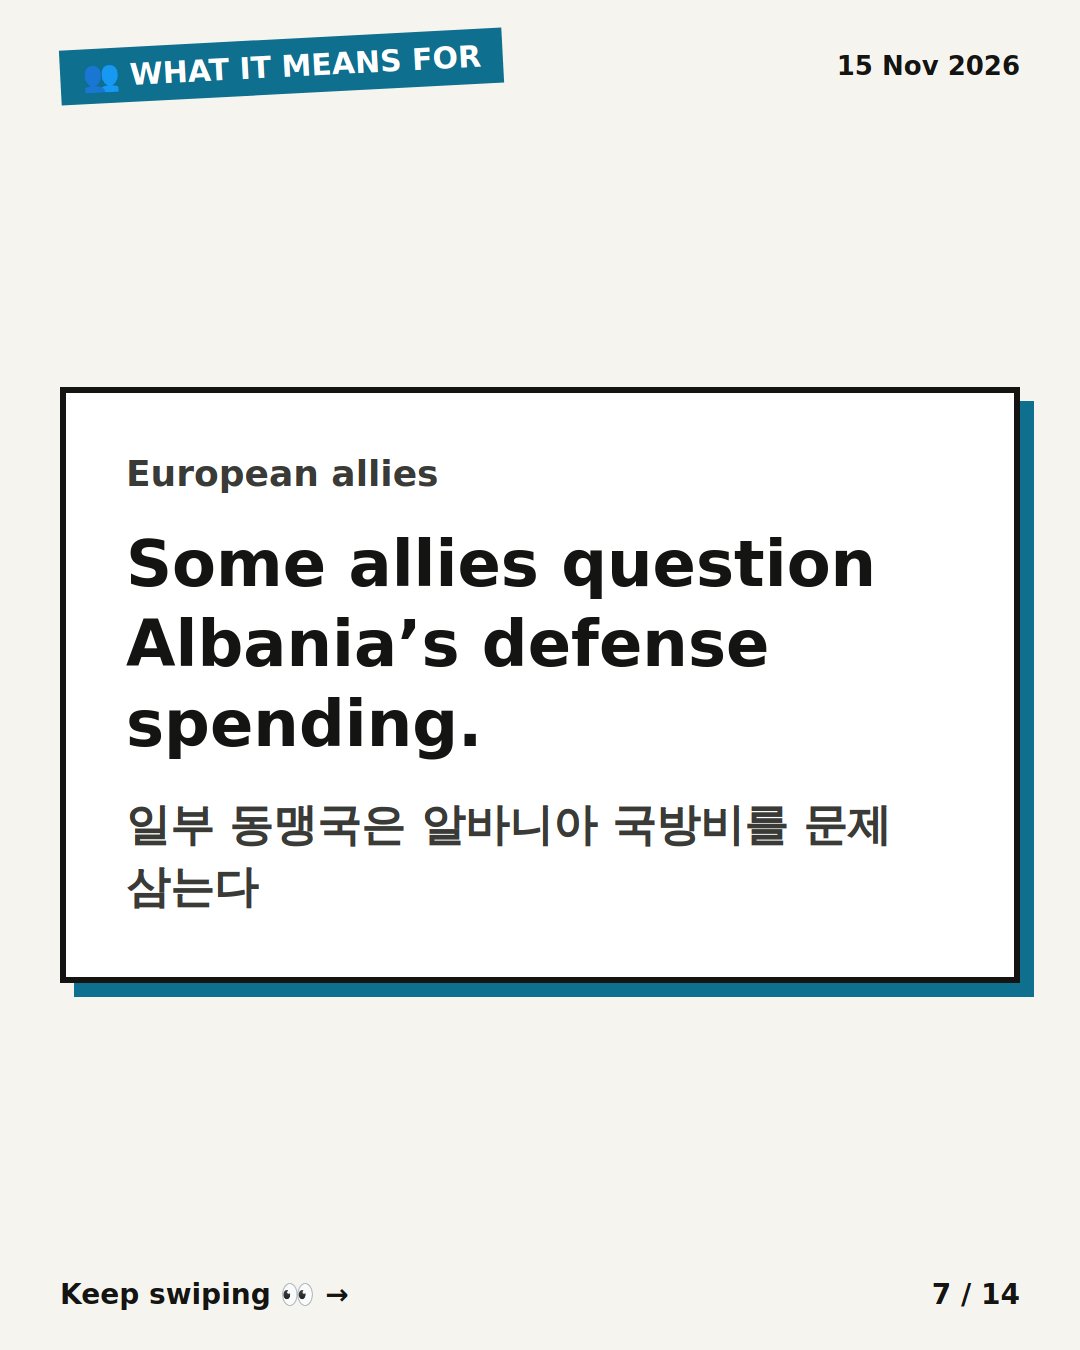 👥 WHAT IT MEANS FOR
15 Nov 2026
European allies
Some allies question
Albania’s defense
spending.
일부 동맹국은 알바니아 국방비를 문제
삼는다
Keep swiping 👀 →
7 / 14